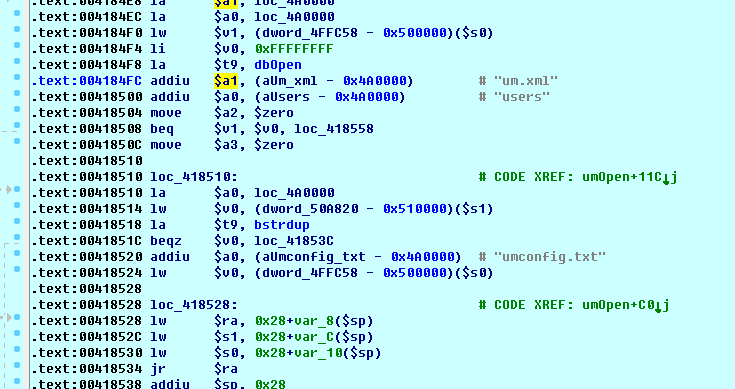 .text:004184E8 la $a1, loc_4A0000
.text:004184EC la $a0, loc_4A0000
.text:004184F0 lw $v1, (dword_4FFC58 - 0x500000)($s0)
.text:004184F4 li $v0, 0xFFFFFFFF
.text:004184F8 la $t9, dbOpen
.text:004184FC addiu $a1, (aUm_xml - 0x4A0000) # "um.xml"
.text:00418500 addiu $a0, (aUsers - 0x4A0000) # "users"
.text:00418504 move $a2, $zero
.text:00418508 beq $v1, $v0, loc_418558
.text:0041850C move $a3, $zero
.text:00418510
.text:00418510 loc_418510: # CODE XREF: umOpen+11C↓j
.text:00418510 la $a0, loc_4A0000
.text:00418514 lw $v0, (dword_50A820 - 0x510000)($s1)
.text:00418518 la $t9, bstrdup
.text:0041851C beqz $v0, loc_41853C
.text:00418520 addiu $a0, (aUmconfig_txt - 0x4A0000) # "umconfig.txt"
.text:00418524 lw $v0, (dword_4FFC58 - 0x500000)($s0)
.text:00418528
.text:00418528 loc_418528: # CODE XREF: umOpen+C0↓j
.text:00418528 lw $ra, 0x28+var_8($sp)
.text:0041852C lw $s1, 0x28+var_C($sp)
.text:00418530 lw $s0, 0x28+var_10($sp)
.text:00418534 jr $ra
.text:00418538 addiu $sp, 0x28